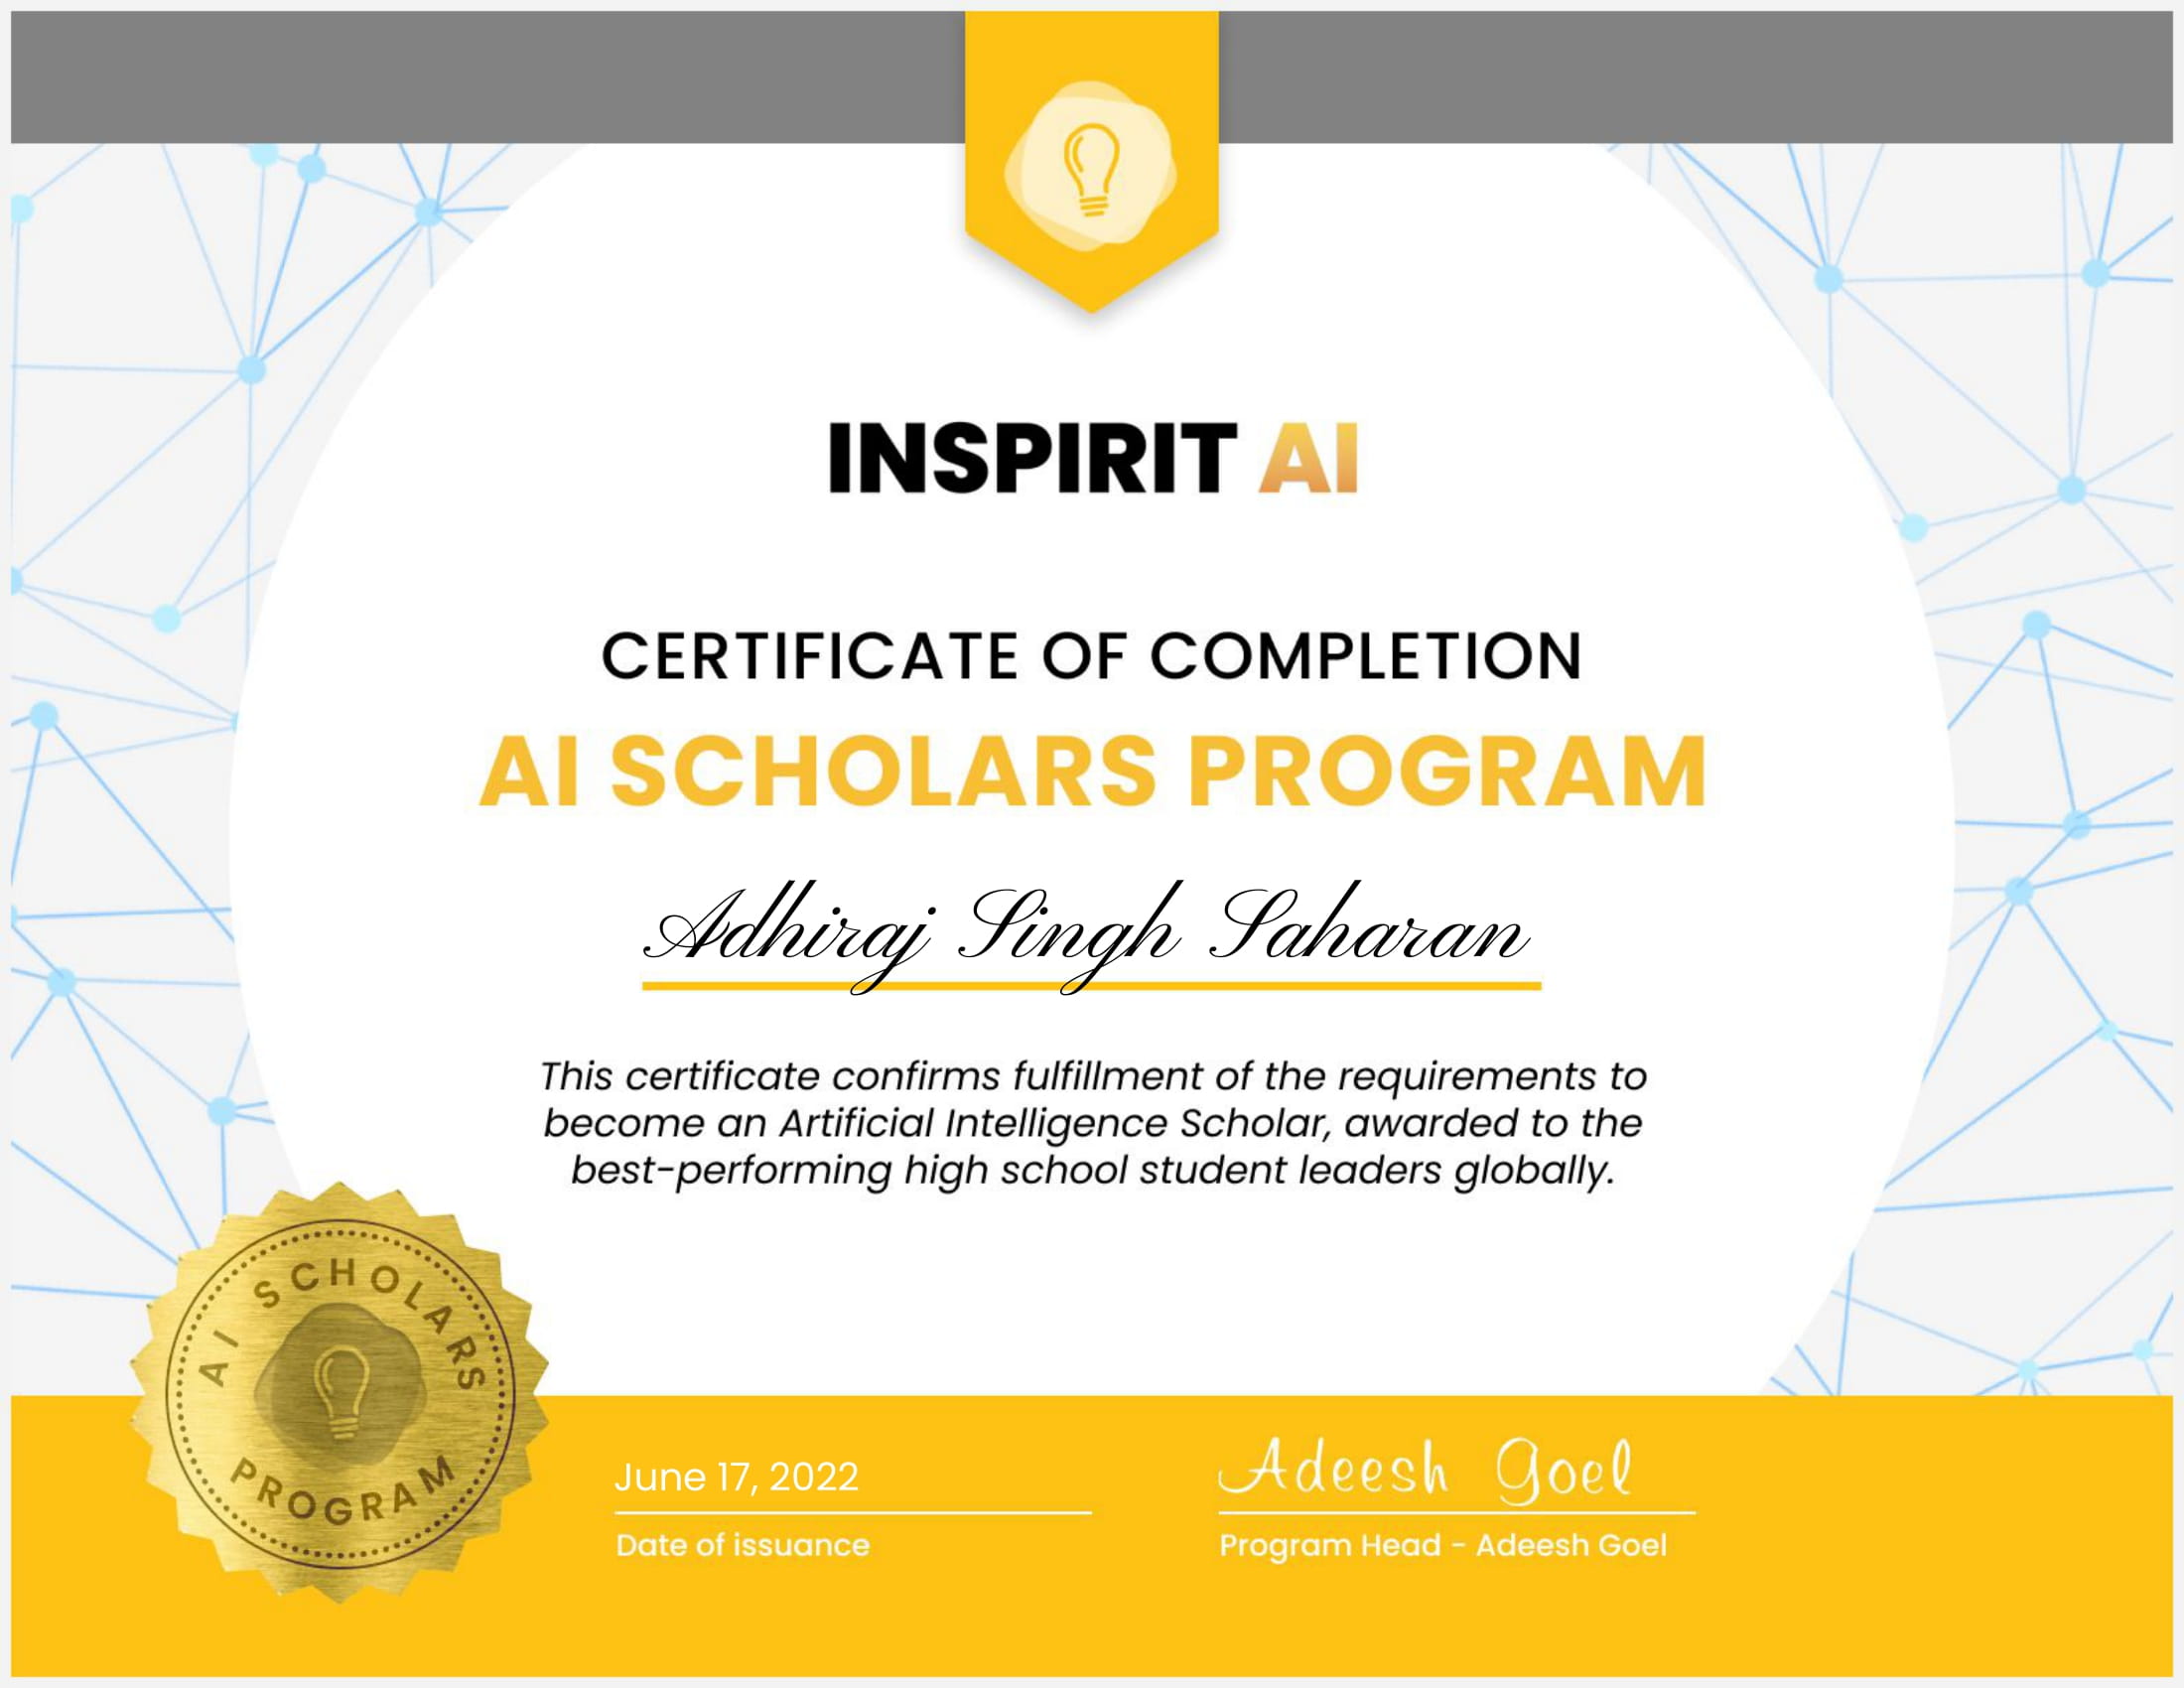 INSPIRIT AI
CERTIFICATE OF COMPLETION
AI SCHOLARS PROGRAM
Adhiraj Singh Saharan
This certificate confirms fulfillment of the requirements to
become an Artificial Intelligence Scholar, awarded to the
best-performing high school student leaders globally.
AI SCHOLARS
PROGRAM
June 17, 2022
Date of issuance
Adeesh Goel
Program Head - Adeesh Goel